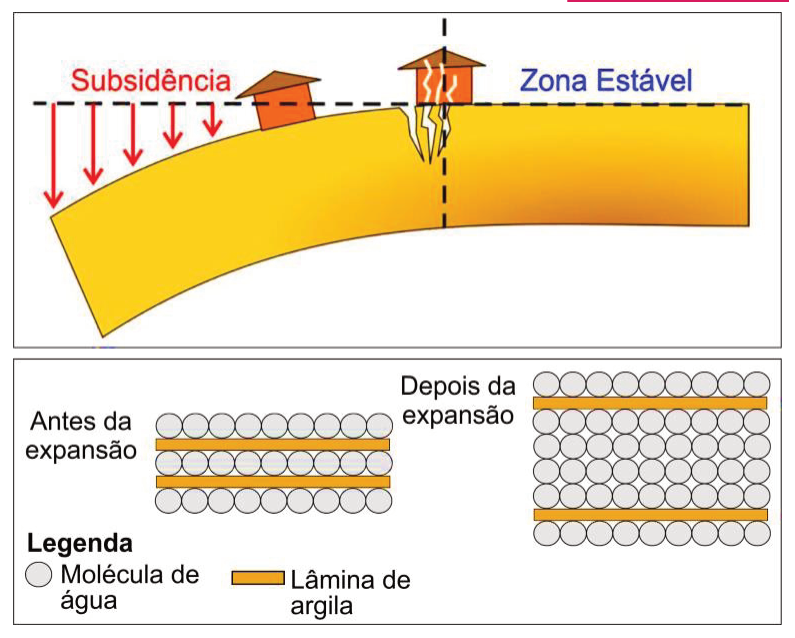 Subsidência
Zona Estável
Antes da
expansão
Depois da
expansão
Legenda
Molécula de
água
Lâmina de
argila